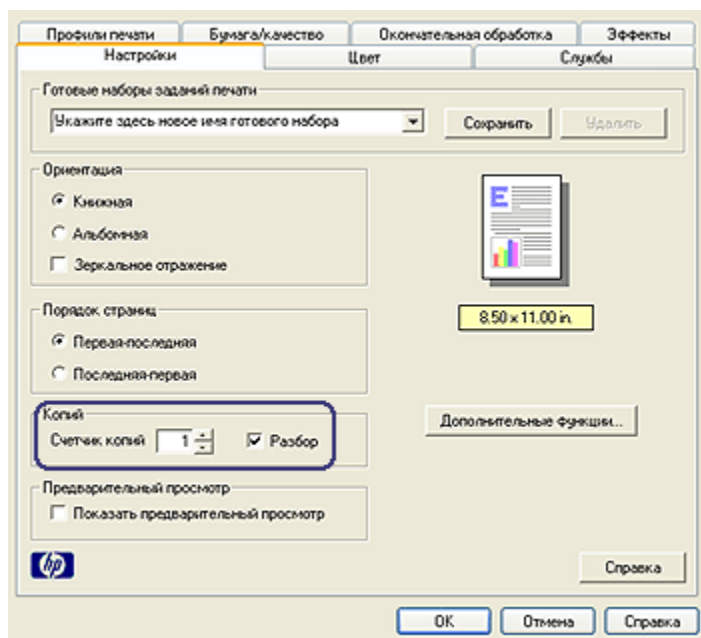 Профили печати Бумага/качество Окончательная обработка Эффекты
Настройки Цвет Службы
Готовые наборы заданий печати
Укажите здесь новое имя готового набора Сохранить Удалить
Ориентация
Книжная
Альбомная
Зеркальное отражение
E
8.50 x 11.00 in.
Порядок страниц
Первая-последняя
Последняя-первая
Копий
Счетчик копий 1 Разбор
Дополнительные функции...
Предварительный просмотр
Показать предварительный просмотр
hp
Справка
OK Отмена Справка